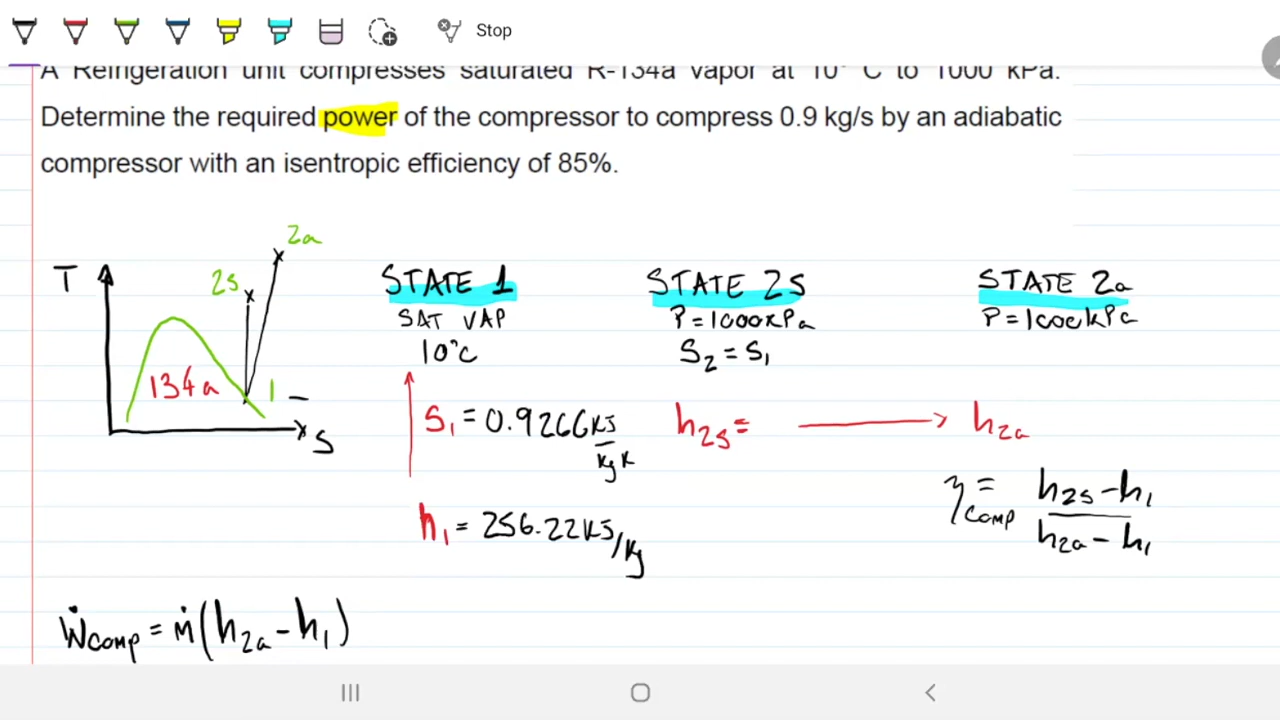 Stop
A Refrigeration unit compresses saturated R-134a vapor at 10° C to 1000 kPa.
Determine the required power of the compressor to compress 0.9 kg/s by an adiabatic
compressor with an isentropic efficiency of 85%.
2a
2s
T
134a
1
S
STATE 1
SAT VAP
10°C
S1 = 0.9266 KJ/kg K
h1 = 256.22 KJ/kg
STATE 2S
P = 1000 KPa
S2 = S1
h2s =
STATE 2a
P = 1000 kPa
h2a
η comp = h2s - h1 / h2a - h1
Ẇcomp = ṁ (h2a - h1)